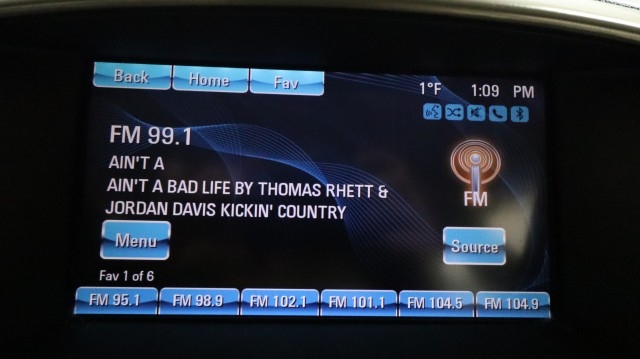 Back Home Fav
1°F 1:09 PM
FM 99.1
AIN'T A
AIN'T A BAD LIFE BY THOMAS RHETT &
JORDAN DAVIS KICKIN' COUNTRY
FM
Menu Source
Fav 1 of 6
FM 95.1 FM 98.9 FM 102.1 FM 101.1 FM 104.5 FM 104.9